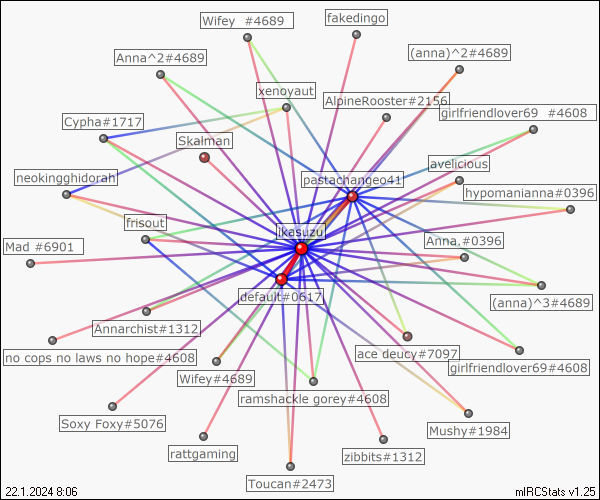 Wifey #4689
fakedingo
Anna^2#4689
(anna)^2#4689
xenoyaut
AlpineRooster#2156
girlfriendlover69 #4608
Cypha#1717
Skalman
avelicious
neokingghidorah
pastachangeo41
hypomanianna#0396
frisout
ikasuzu
Mad #6901
Anna.#0396
default#0617
(anna)^3#4689
Annarchist#1312
no cops no laws no hope#4608
ace deucy#7097
girlfriendlover69#4608
Wifey#4689
ramshackle gorey#4608
Soxy Foxy#5076
Mushy#1984
rattgaming
zibbits#1312
Toucan#2473
22.1.2024 8:06
mIRCStats v1.25